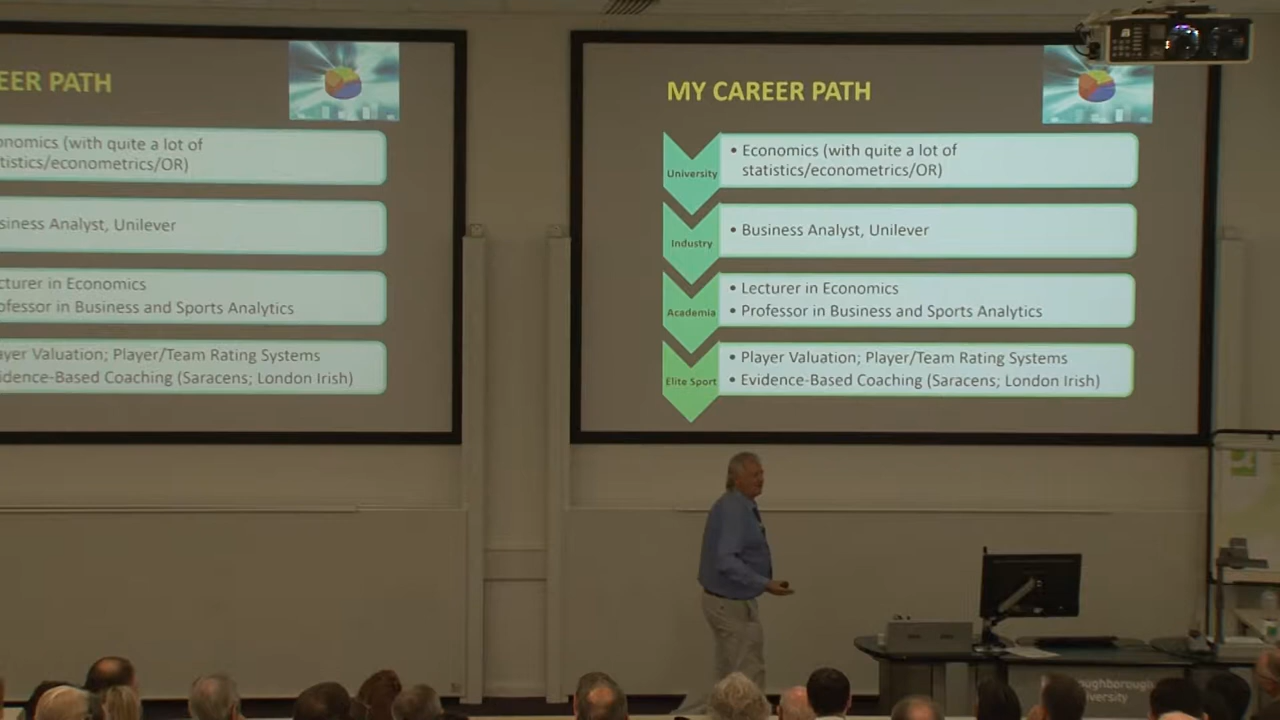 EER PATH
onomics (with quite a lot of
tistics/econometrics/OR)
siness Analyst, Unilever
cturer in Economics
ofessor in Business and Sports Analytics
ayer Valuation; Player/Team Rating Systems
idence-Based Coaching (Saracens; London Irish)
MY CAREER PATH
University
• Economics (with quite a lot of
statistics/econometrics/OR)
Industry
• Business Analyst, Unilever
Academia
• Lecturer in Economics
• Professor in Business and Sports Analytics
Elite Sport
• Player Valuation; Player/Team Rating Systems
• Evidence-Based Coaching (Saracens; London Irish)
oughborough
iversity